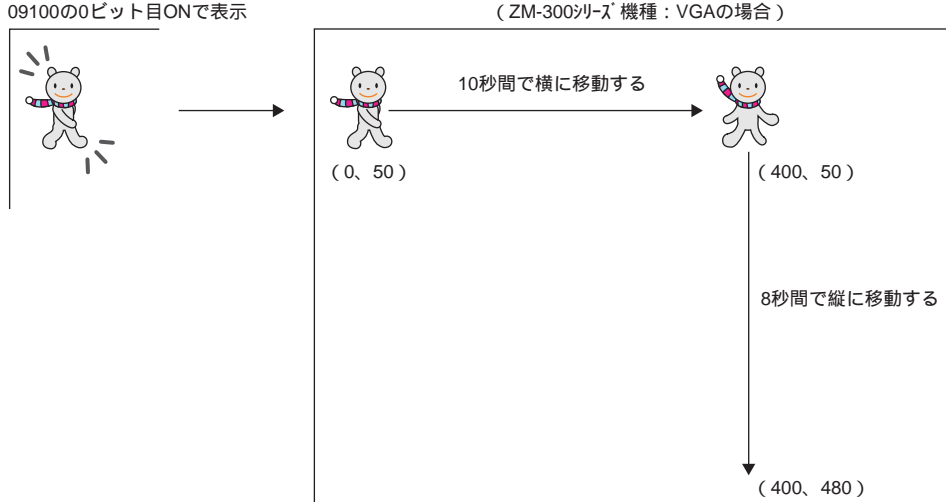 09100の0ビット目ONで表示
（ZM-300ｼﾘｰｽﾞ 機種：VGAの場合）
10秒間で横に移動する
（0、50）
（400、50）
8秒間で縦に移動する
（400、480）